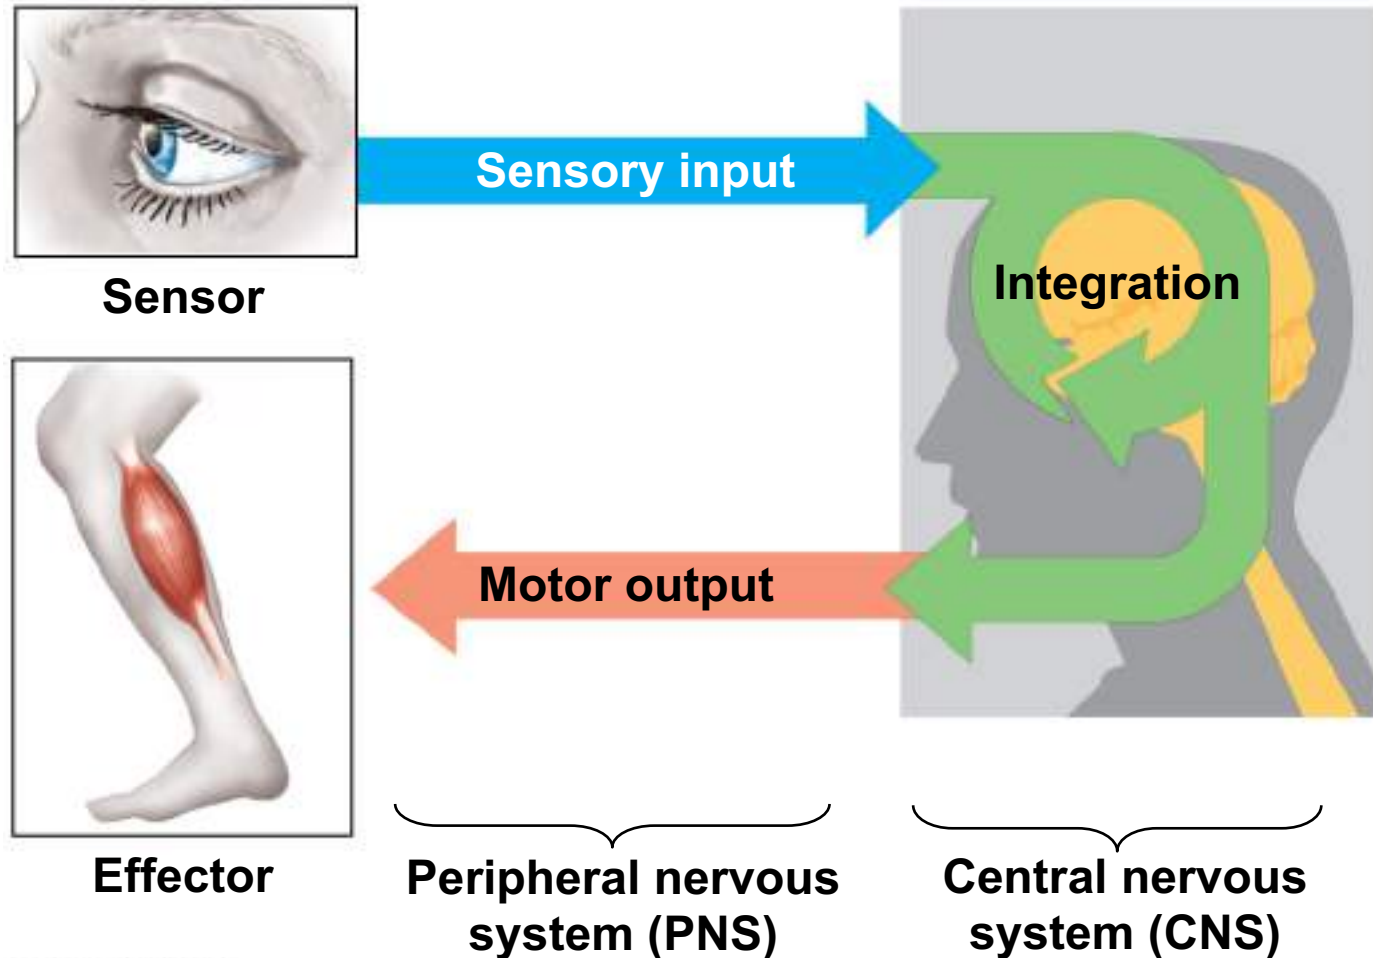 Sensory input
Sensor
Integration
Motor output
Effector
Peripheral nervous
system (PNS)
Central nervous
system (CNS)